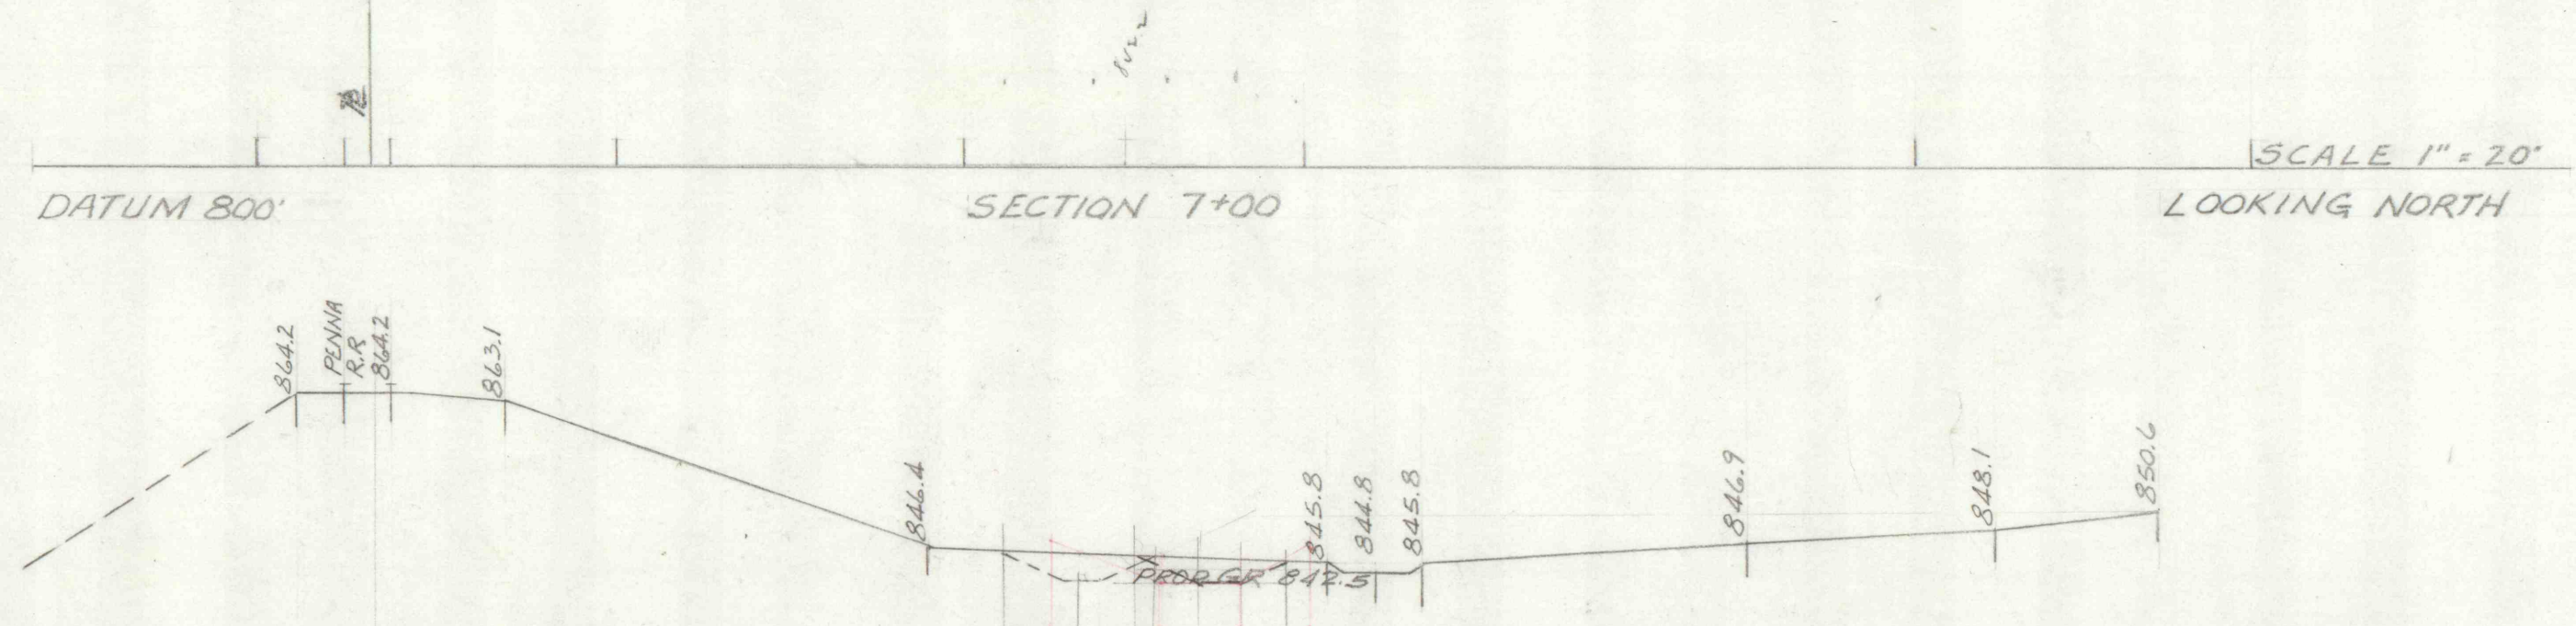 SCALE 1" = 20'
DATUM 800'
SECTION 7+00
LOOKING NORTH
864.2
PENNA
R.R
864.2
863.1
846.4
845.8
844.8
845.8
846.9
848.1
850.6
PROP. GR 842.5